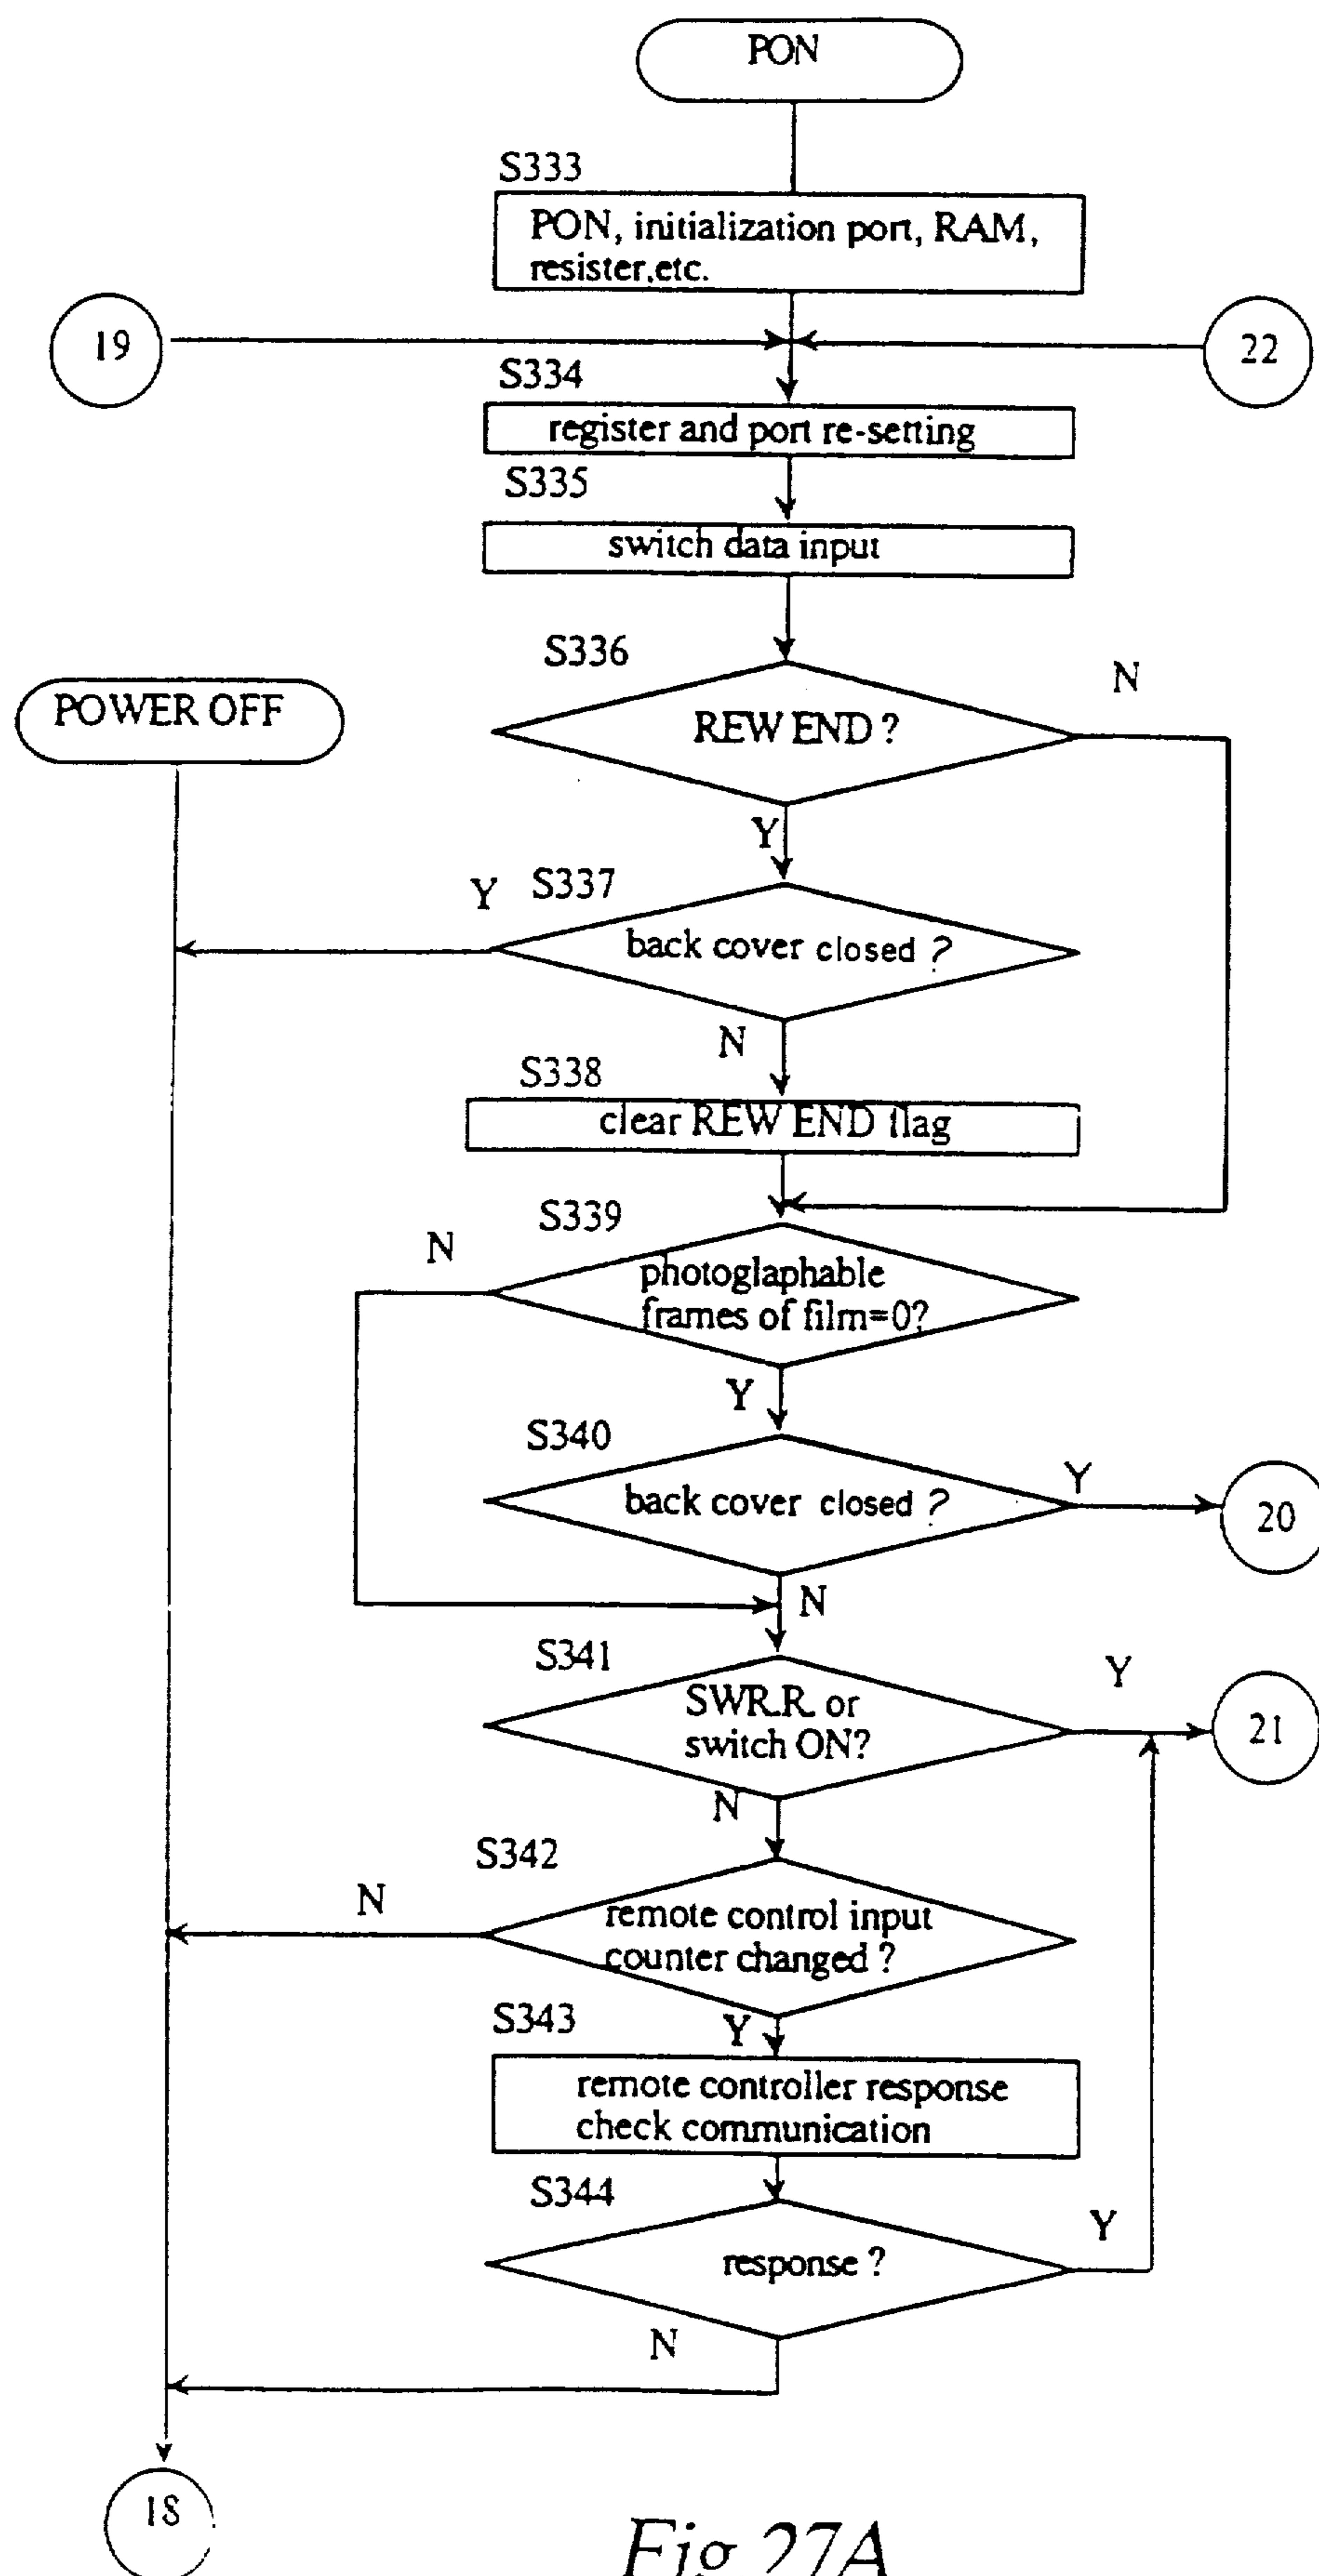 PON
S333
PON, initialization port, RAM,
resister,etc.
19
22
S334
register and port re-setting
S335
switch data input
S336
N
REW END ?
POWER OFF
Y
S337
Y
back cover closed ?
N
S338
clear REW END flag
S339
N
photoglaphable
frames of film=0?
Y
S340
back cover closed ?
Y
20
N
S341
Y
SWR.R. or
switch ON?
21
N
S342
N
remote control input
counter changed ?
S343
Y
remote controller response
check communication
S344
Y
response ?
N
18
Fig 27A